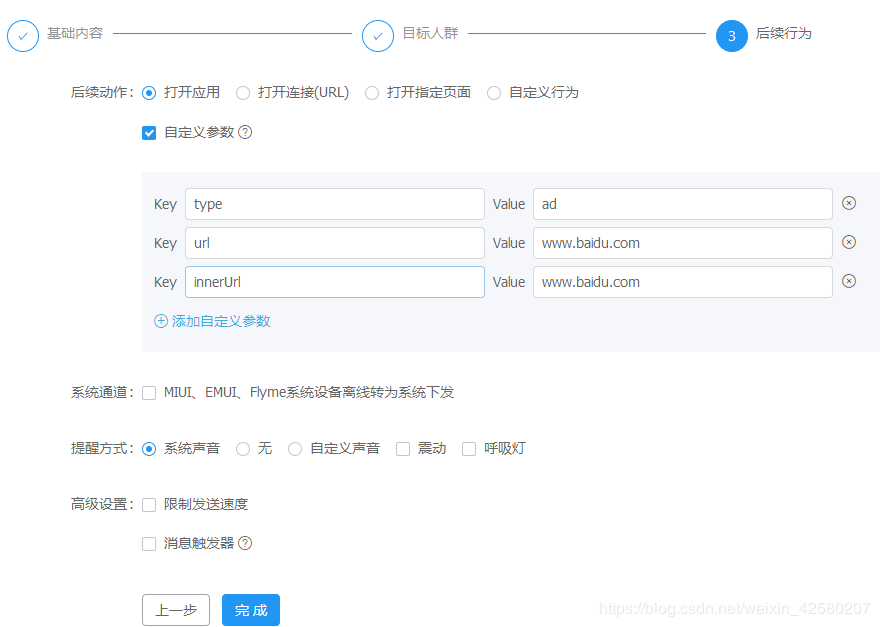 基础内容 目标人群 3 后续行为
后续动作: 打开应用 打开连接(URL) 打开指定页面 自定义行为
自定义参数 ?
Key type Value ad
Key url Value www.baidu.com
Key innerUrl Value www.baidu.com
添加自定义参数
系统通道: MIUI、EMUI、Flyme系统设备离线转为系统下发
提醒方式: 系统声音 无 自定义声音 震动 呼吸灯
高级设置: 限制发送速度
消息触发器 ?
上一步 完 成
https://blog.csdn.net/weixin_42580207